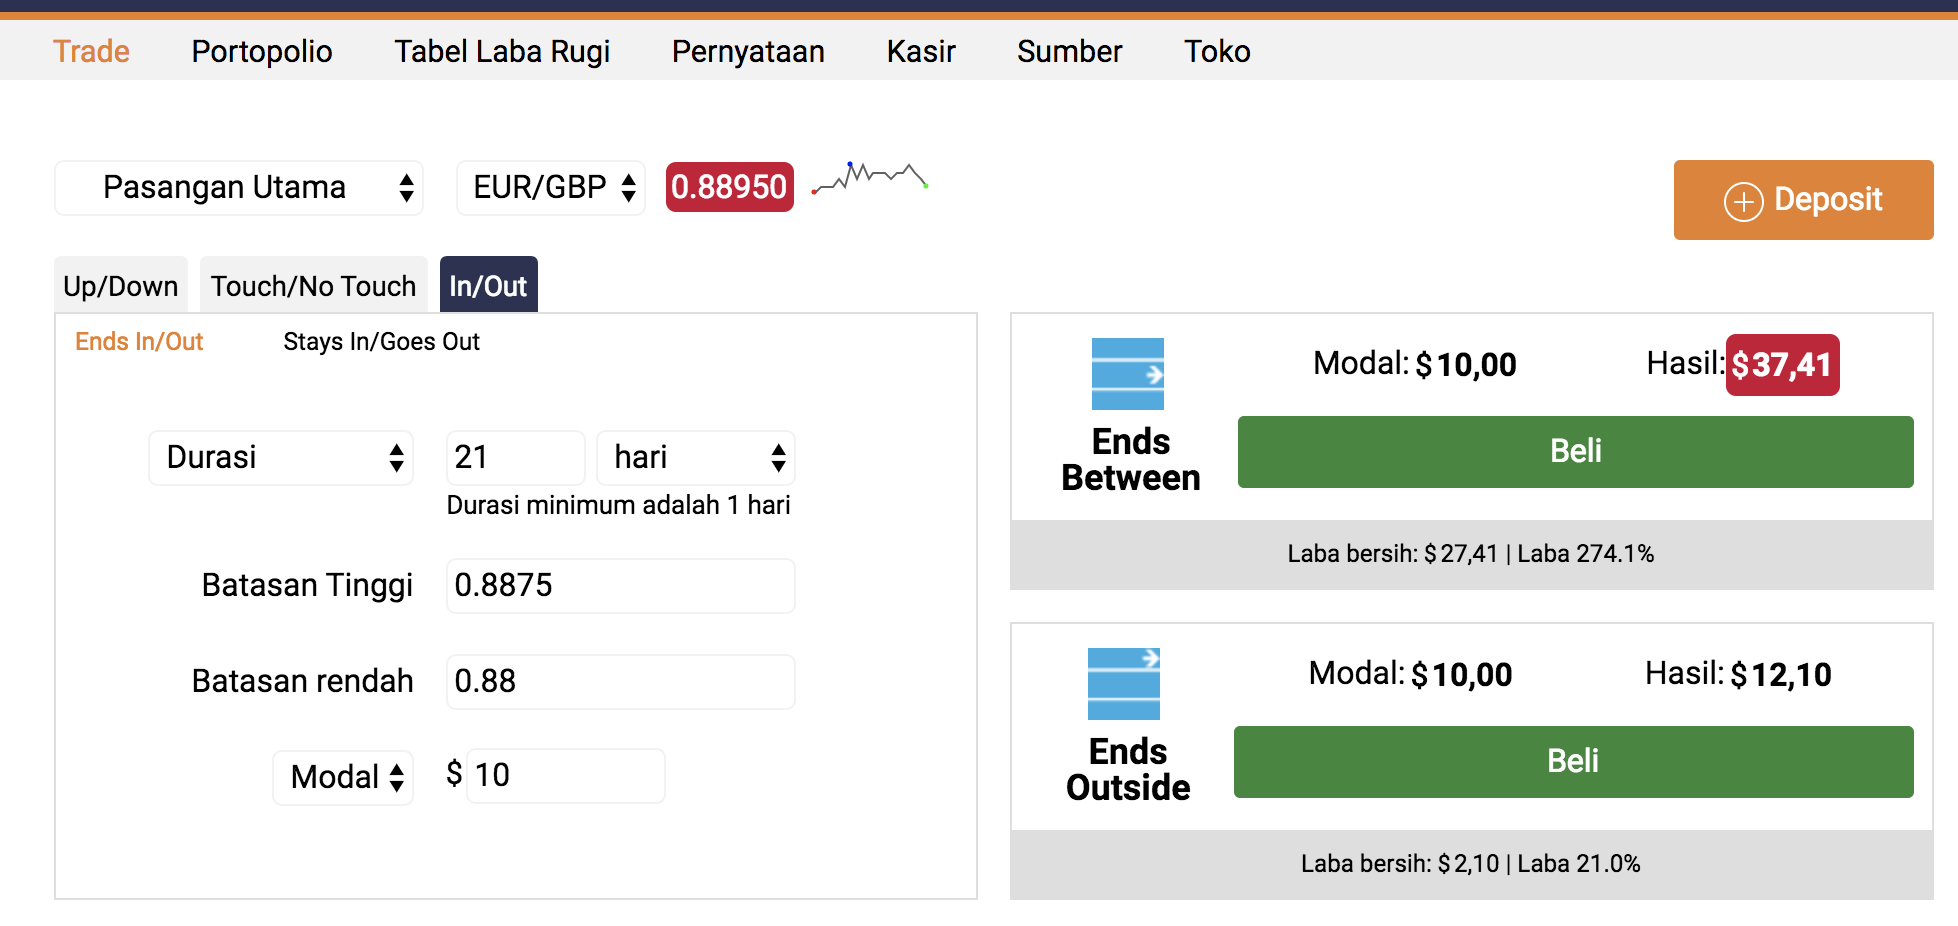 Trade Portopolio Tabel Laba Rugi Pernyataan Kasir Sumber Toko
Pasangan Utama EUR/GBP 0.88950
Deposit
Up/Down Touch/No Touch In/Out
Ends In/Out Stays In/Goes Out
Durasi 21 hari
Durasi minimum adalah 1 hari
Batasan Tinggi 0.8875
Batasan rendah 0.88
Modal $ 10
Modal: $10,00 Hasil: $37,41
Ends
Between
Beli
Laba bersih: $27,41 | Laba 274.1%
Modal: $10,00 Hasil: $12,10
Ends
Outside
Beli
Laba bersih: $2,10 | Laba 21.0%